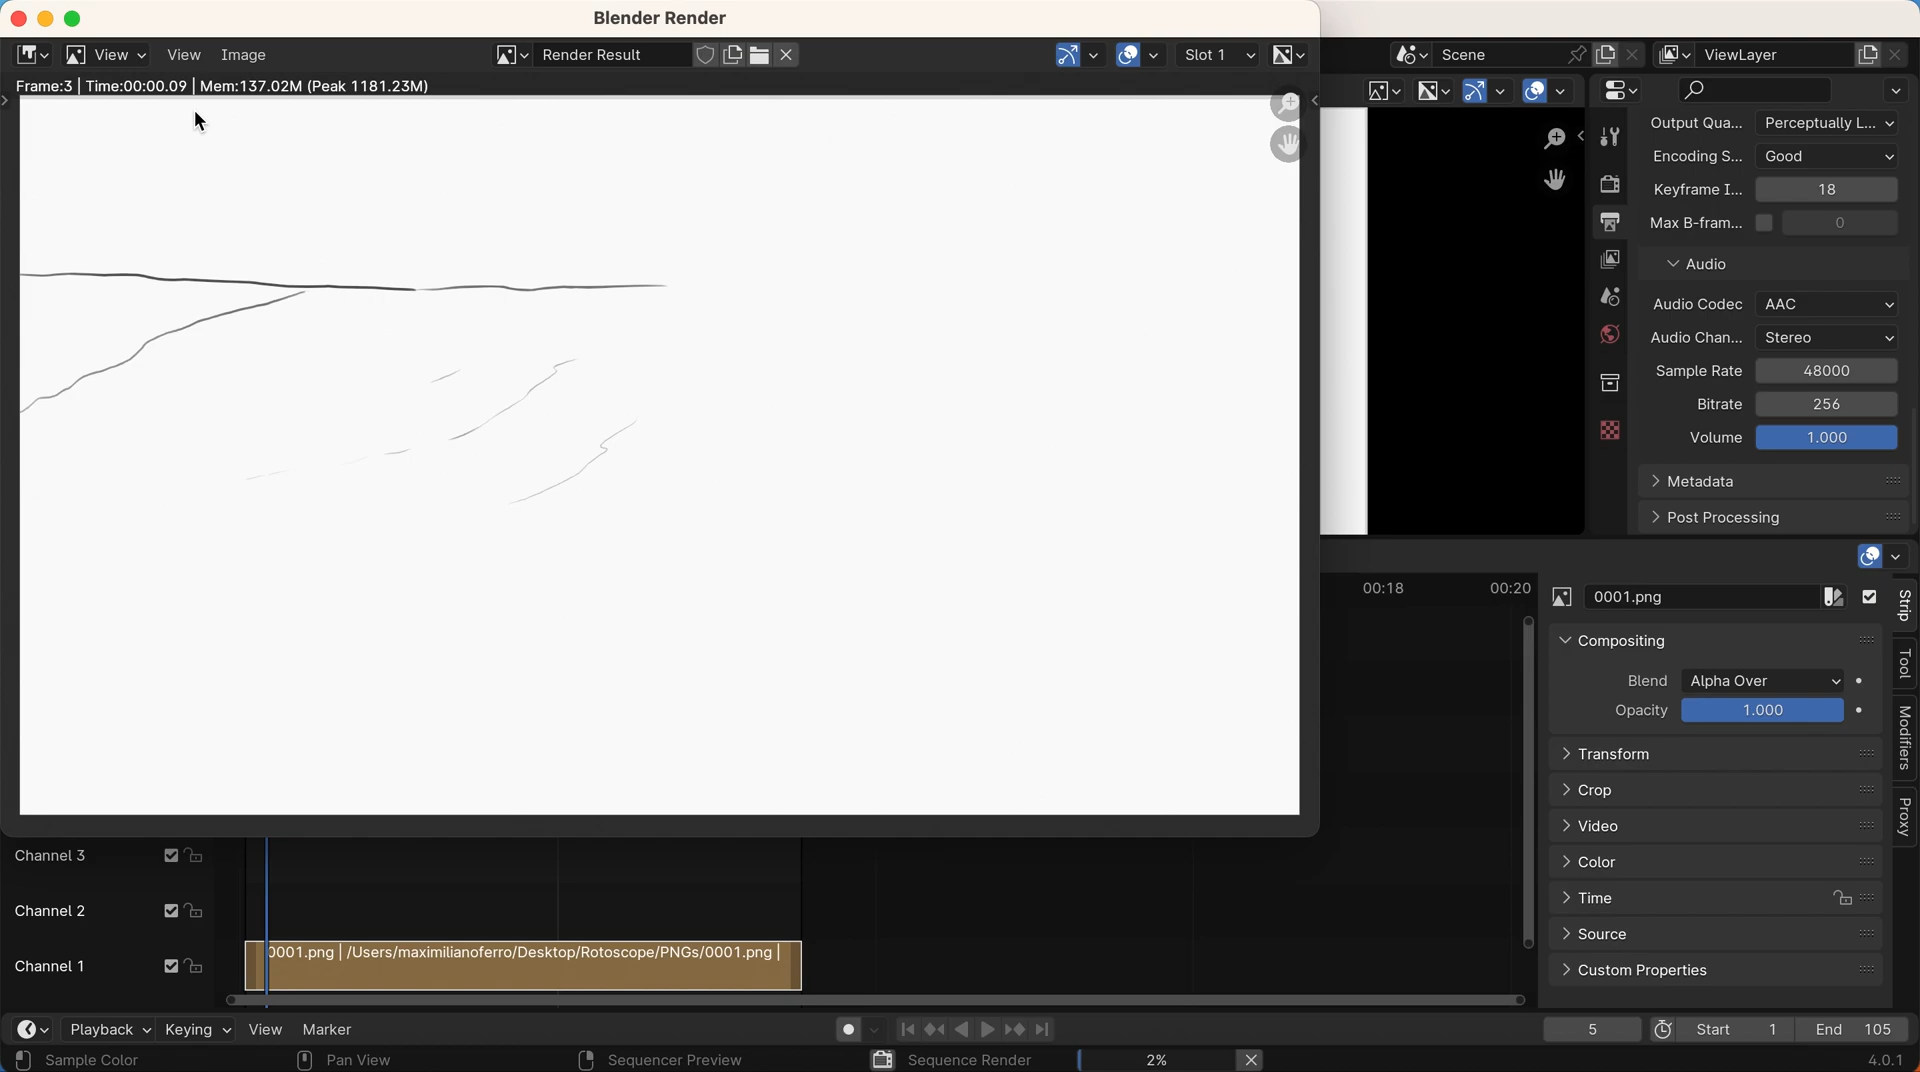 Blender Render
View
View
Image
Render Result
Slot 1
Scene
ViewLayer
Frame:3 | Time:00:00.09 | Mem:137.02M (Peak 1181.23M)
Output Qua... Perceptually L...
Encoding S... Good
Keyframe I... 18
Max B-fram... 0
Audio
Audio Codec AAC
Audio Chan... Stereo
Sample Rate 48000
Bitrate 256
Volume 1.000
Metadata
Post Processing
00:18 00:20
0001.png
Compositing
Blend Alpha Over
Opacity 1.000
Transform
Crop
Video
Color
Time
Source
Custom Properties
Strip
Tool
Modifiers
Proxy
Channel 3
Channel 2
Channel 1
0001.png | /Users/maximilianoferro/Desktop/Rotoscope/PNGs/0001.png |
Playback Keying View Marker
5 Start 1 End 105
Sample Color Pan View Sequencer Preview Sequence Render 2% 4.0.1